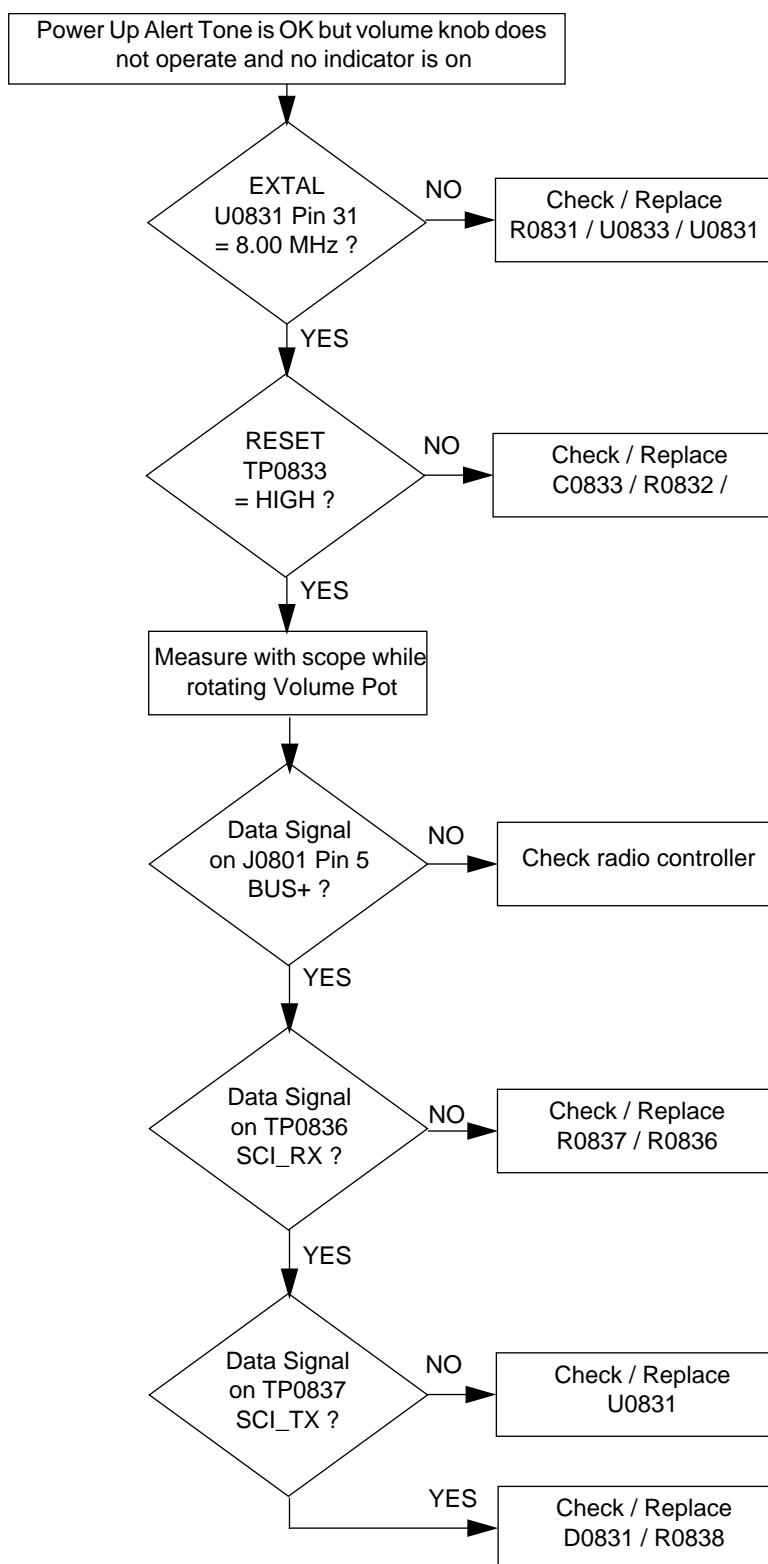 Power Up Alert Tone is OK but volume knob does
not operate and no indicator is on
EXTAL
U0831 Pin 31
= 8.00 MHz ?
NO
Check / Replace
R0831 / U0833 / U0831
YES
RESET
TP0833
= HIGH ?
NO
Check / Replace
C0833 / R0832 /
YES
Measure with scope while
rotating Volume Pot
Data Signal
on J0801 Pin 5
BUS+ ?
NO
Check radio controller
YES
Data Signal
on TP0836
SCI_RX ?
NO
Check / Replace
R0837 / R0836
YES
Data Signal
on TP0837
SCI_TX ?
NO
Check / Replace
U0831
YES
Check / Replace
D0831 / R0838